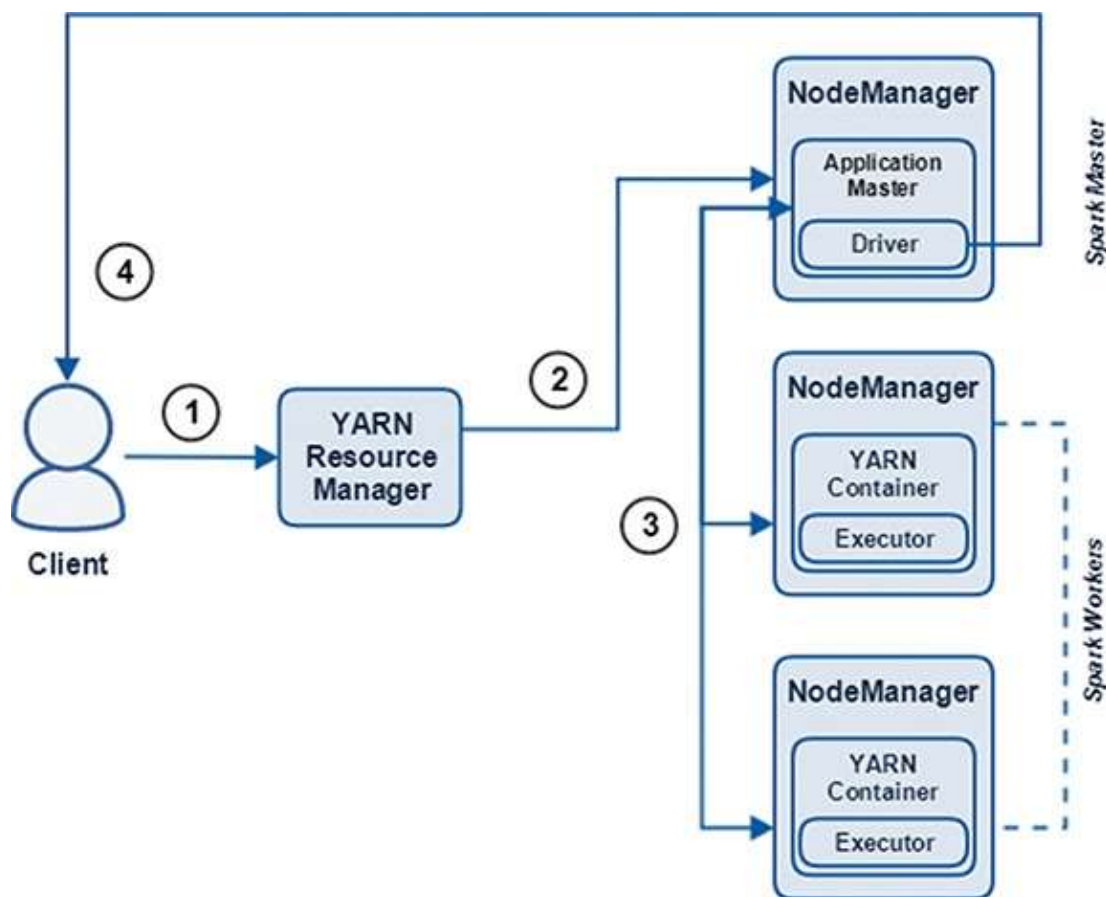 NodeManager
Application
Master
Driver
Spark Master
4
1
YARN
Resource
Manager
2
Client
3
NodeManager
YARN
Container
Executor
Spark Workers
NodeManager
YARN
Container
Executor